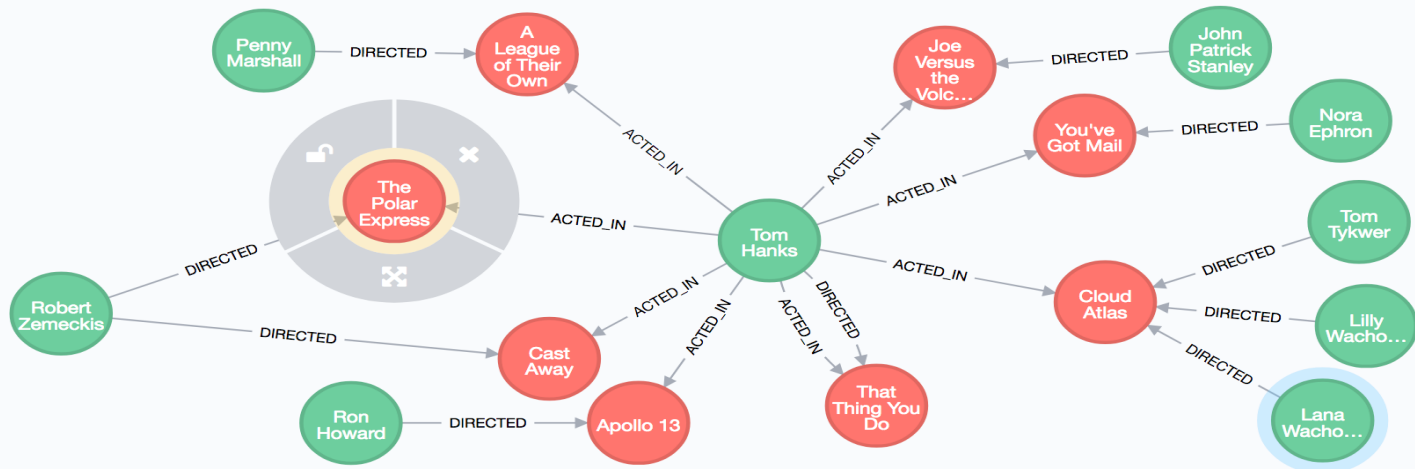 Penny
Marshall
DIRECTED
A
League
of Their
Own
Joe
Versus
the
Volc...
DIRECTED
John
Patrick
Stanley
Nora
Ephron
DIRECTED
You've
Got Mail
ACTED_IN
ACTED_IN
ACTED_IN
The
Polar
Express
ACTED_IN
Tom
Hanks
Tom
Tykwer
DIRECTED
DIRECTED
ACTED_IN
Cloud
Atlas
Robert
Zemeckis
DIRECTED
Cast
Away
ACTED_IN
ACTED_IN
ACTED_IN
DIRECTED
DIRECTED
Lilly
Wacho...
DIRECTED
Ron
Howard
DIRECTED
Apollo 13
That
Thing You
Do
Lana
Wacho...